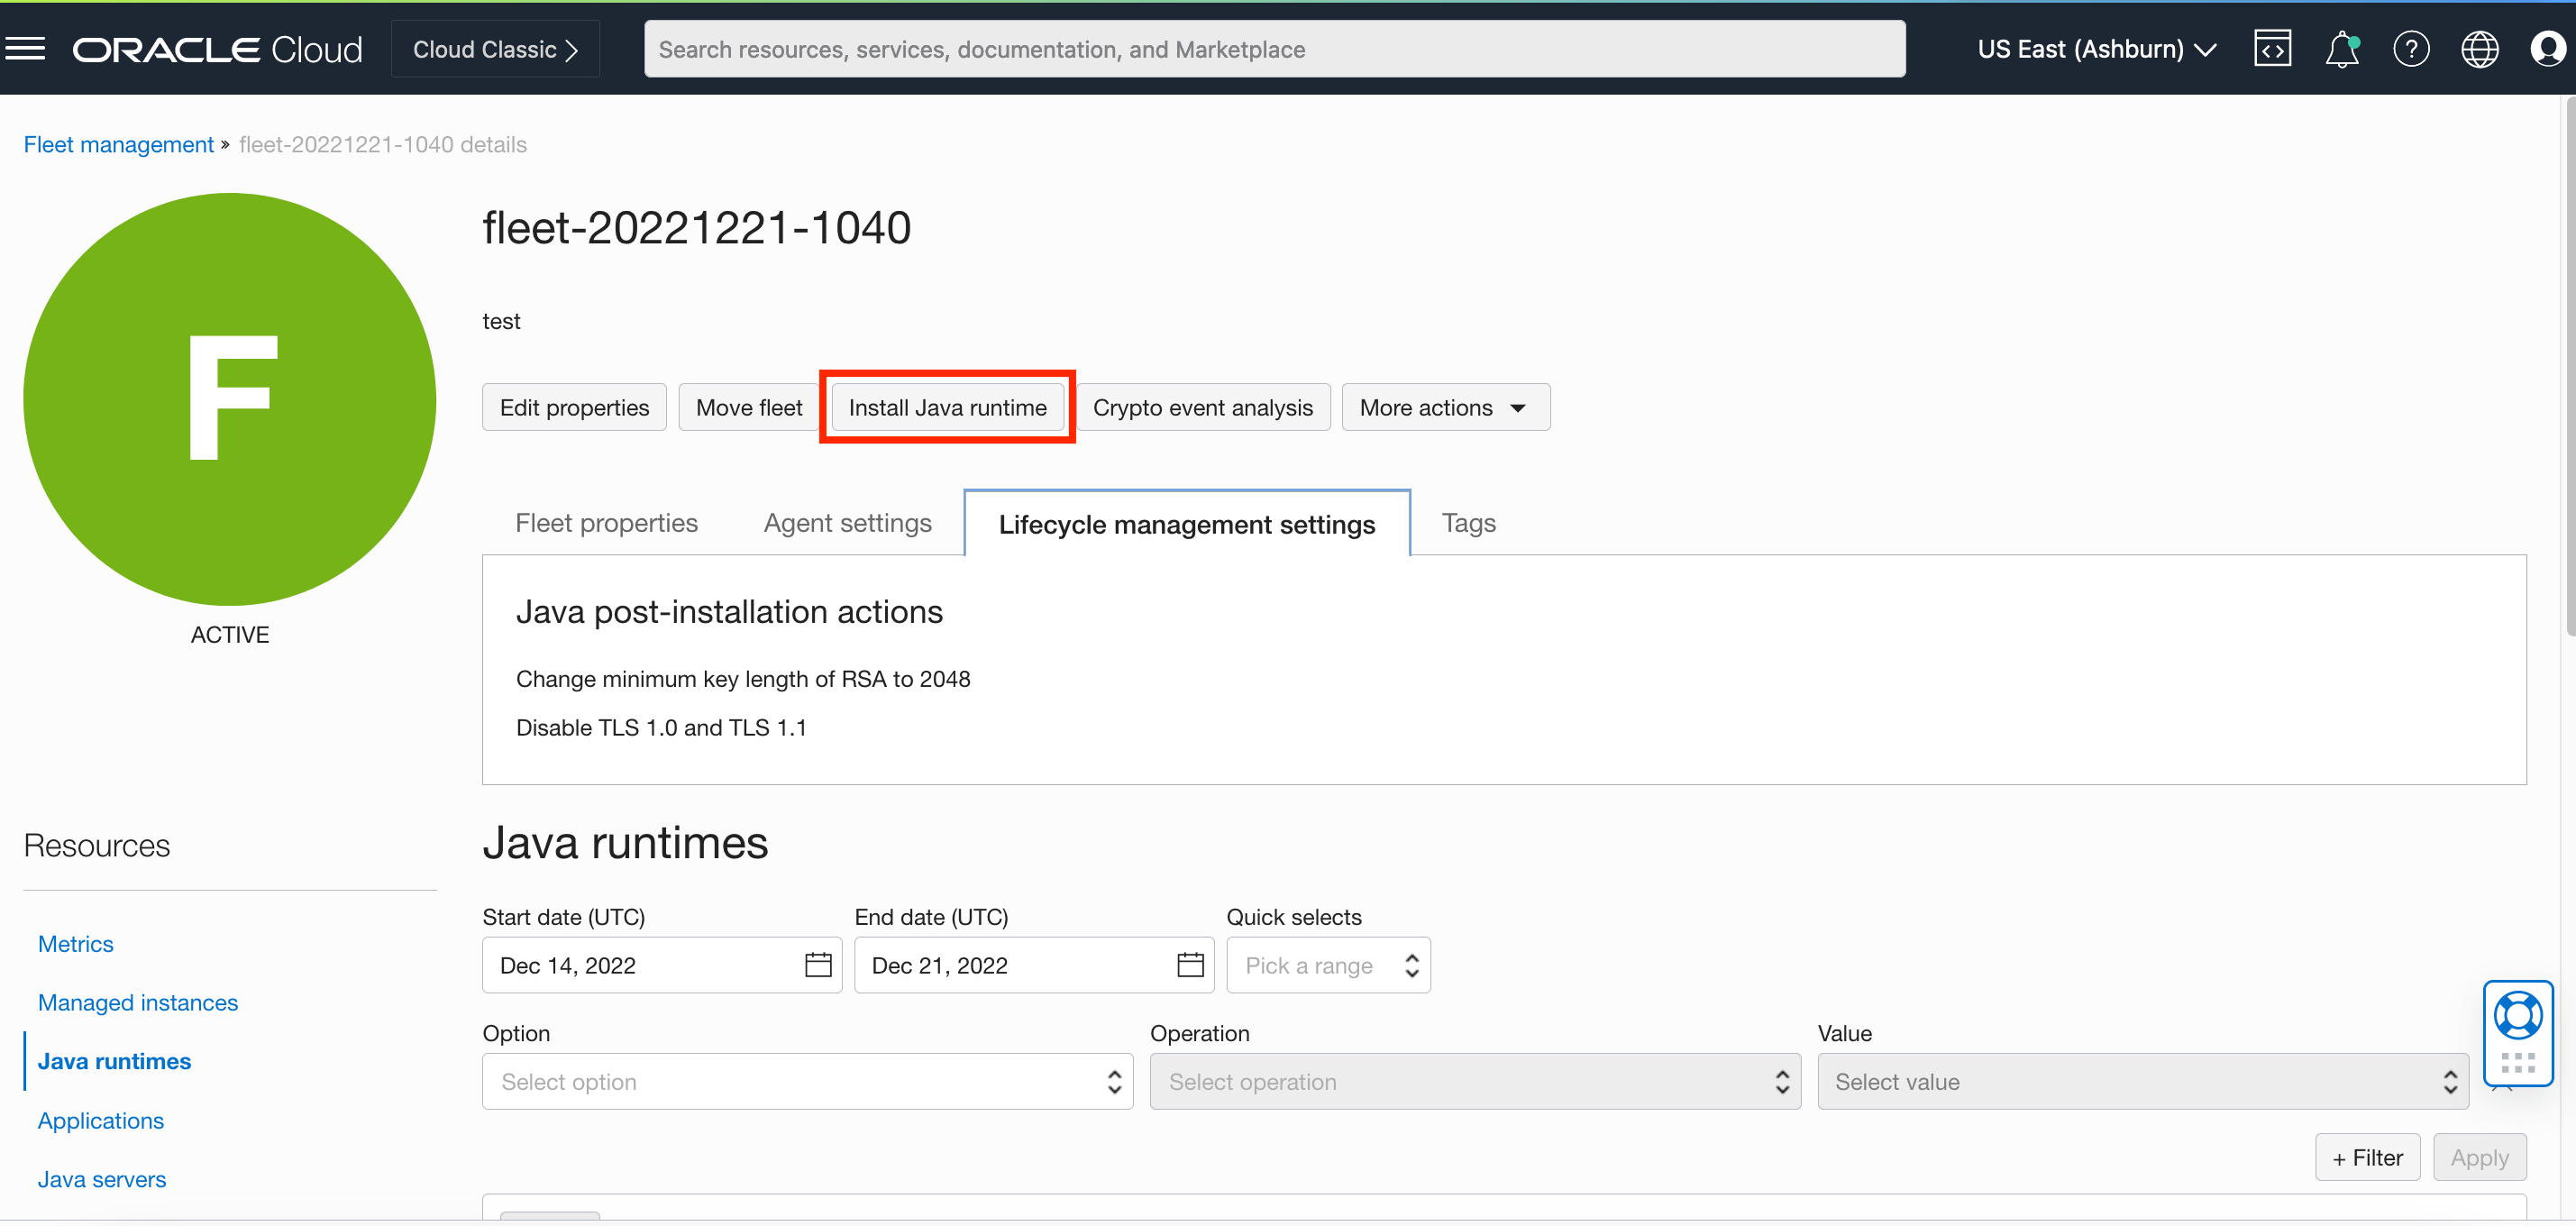 ORACLE Cloud
Cloud Classic
Search resources, services, documentation, and Marketplace
US East (Ashburn)
Fleet management » fleet-20221221-1040 details
F
ACTIVE
fleet-20221221-1040
test
Edit properties
Move fleet
Install Java runtime
Crypto event analysis
More actions
Fleet properties
Agent settings
Lifecycle management settings
Tags
Java post-installation actions
Change minimum key length of RSA to 2048
Disable TLS 1.0 and TLS 1.1
Resources
Metrics
Managed instances
Java runtimes
Applications
Java servers
Java runtimes
Start date (UTC)
End date (UTC)
Quick selects
Dec 14, 2022
Dec 21, 2022
Pick a range
Option
Operation
Value
Select option
Select operation
Select value
+ Filter
Apply